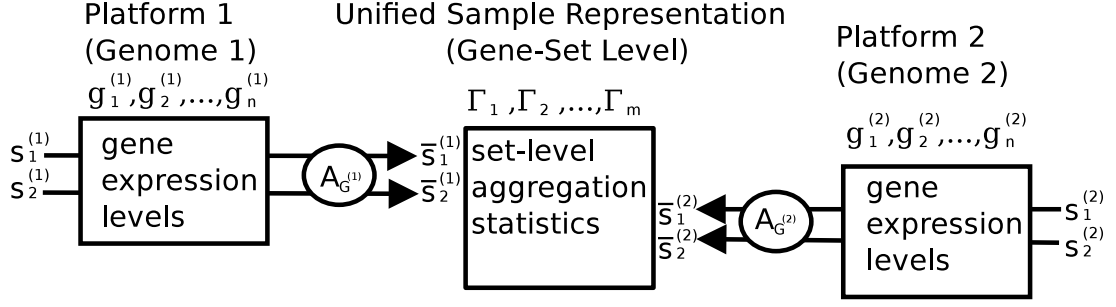 Platform 1
(Genome 1)
g₁⁽¹⁾,g₂⁽¹⁾,...,gₙ⁽¹⁾
s₁⁽¹⁾
s₂⁽¹⁾
gene
expression
levels
A_G⁽¹⁾
s̅₁⁽¹⁾
s̅₂⁽¹⁾
Unified Sample Representation
(Gene-Set Level)
Γ₁ ,Γ₂ ,...,Γₘ
set-level
aggregation
statistics
s̅₁⁽²⁾
s̅₂⁽²⁾
A_G⁽²⁾
Platform 2
(Genome 2)
g₁⁽²⁾,g₂⁽²⁾,...,gₙ⁽²⁾
gene
expression
levels
s₁⁽²⁾
s₂⁽²⁾